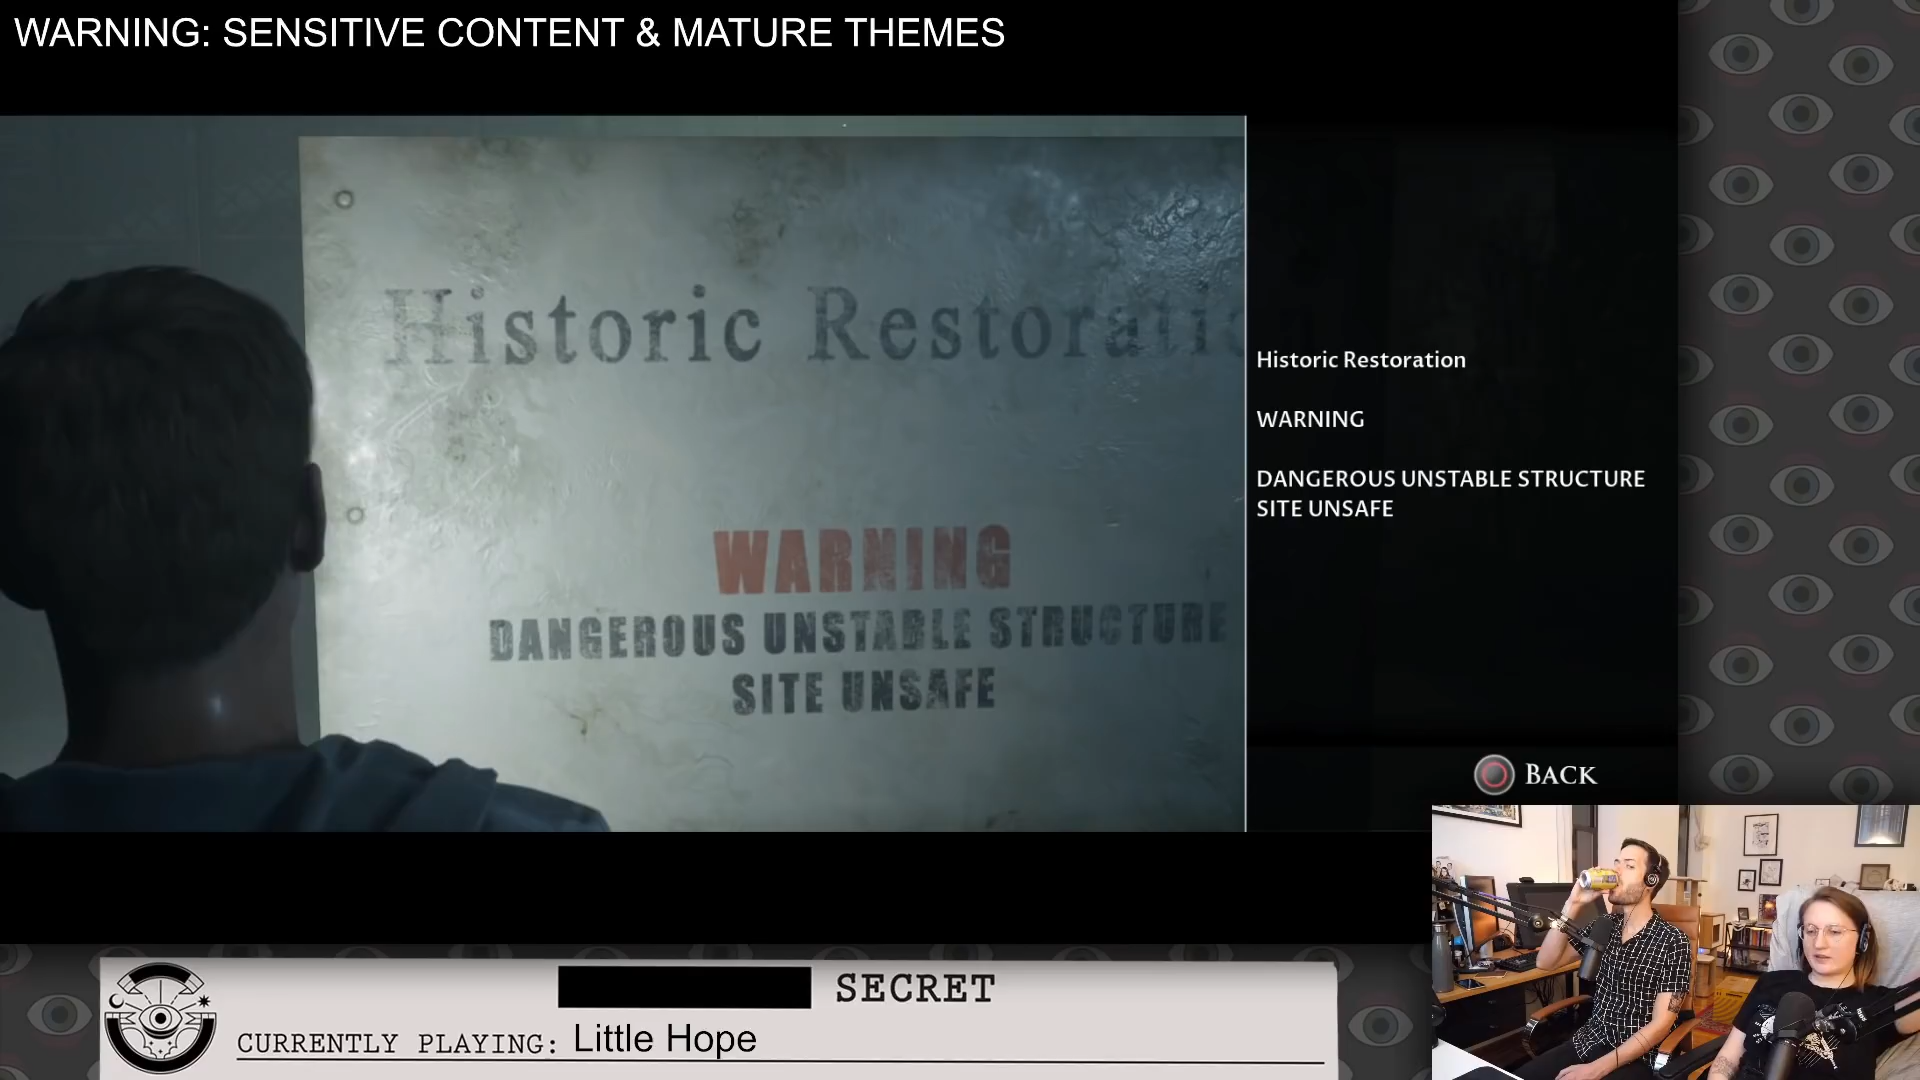 WARNING: SENSITIVE CONTENT & MATURE THEMES
Historic Restoratio
WARNING
DANGEROUS UNSTABLE STRUCTURE
SITE UNSAFE
Historic Restoration
WARNING
DANGEROUS UNSTABLE STRUCTURE
SITE UNSAFE
BACK
SECRET
CURRENTLY PLAYING: Little Hope